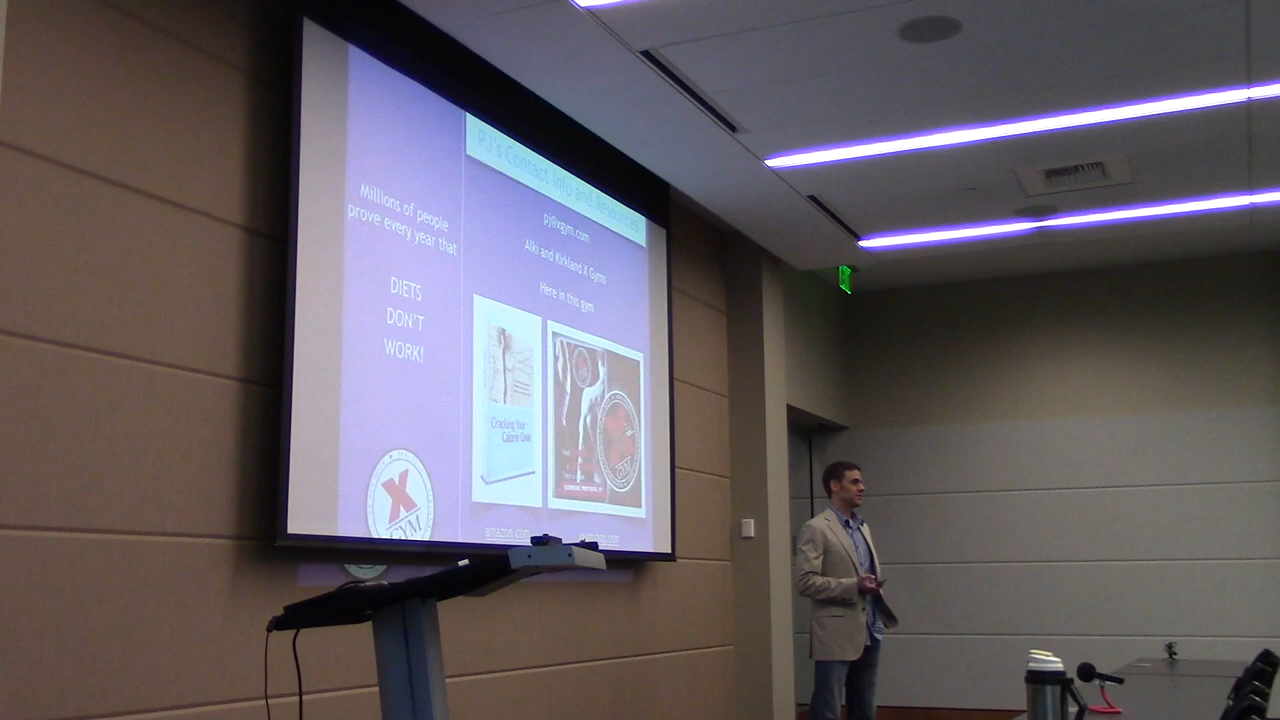 Millions of people
prove every year that
DIETS
DON'T
WORK!
X
GYM
PJ's Contact Info and Resources
pj@xgym.com
Alki and Kirkland X Gyms
Here in this gym
Cracking Your
Calorie Code
GYM
amazon.com